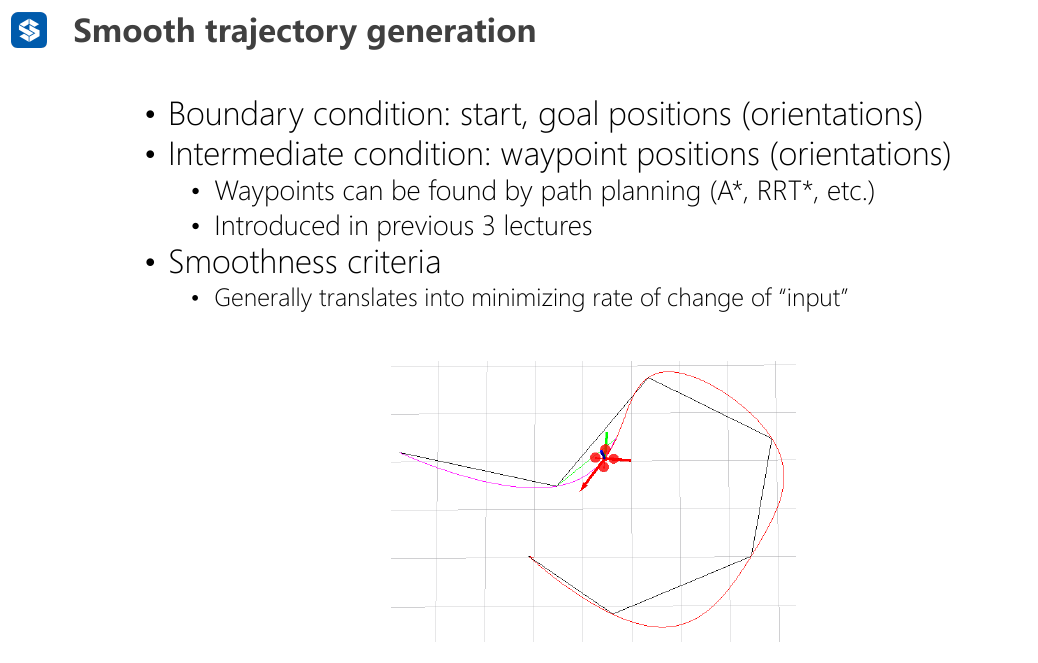 Smooth trajectory generation
• Boundary condition: start, goal positions (orientations)
• Intermediate condition: waypoint positions (orientations)
• Waypoints can be found by path planning (A*, RRT*, etc.)
• Introduced in previous 3 lectures
• Smoothness criteria
• Generally translates into minimizing rate of change of “input”